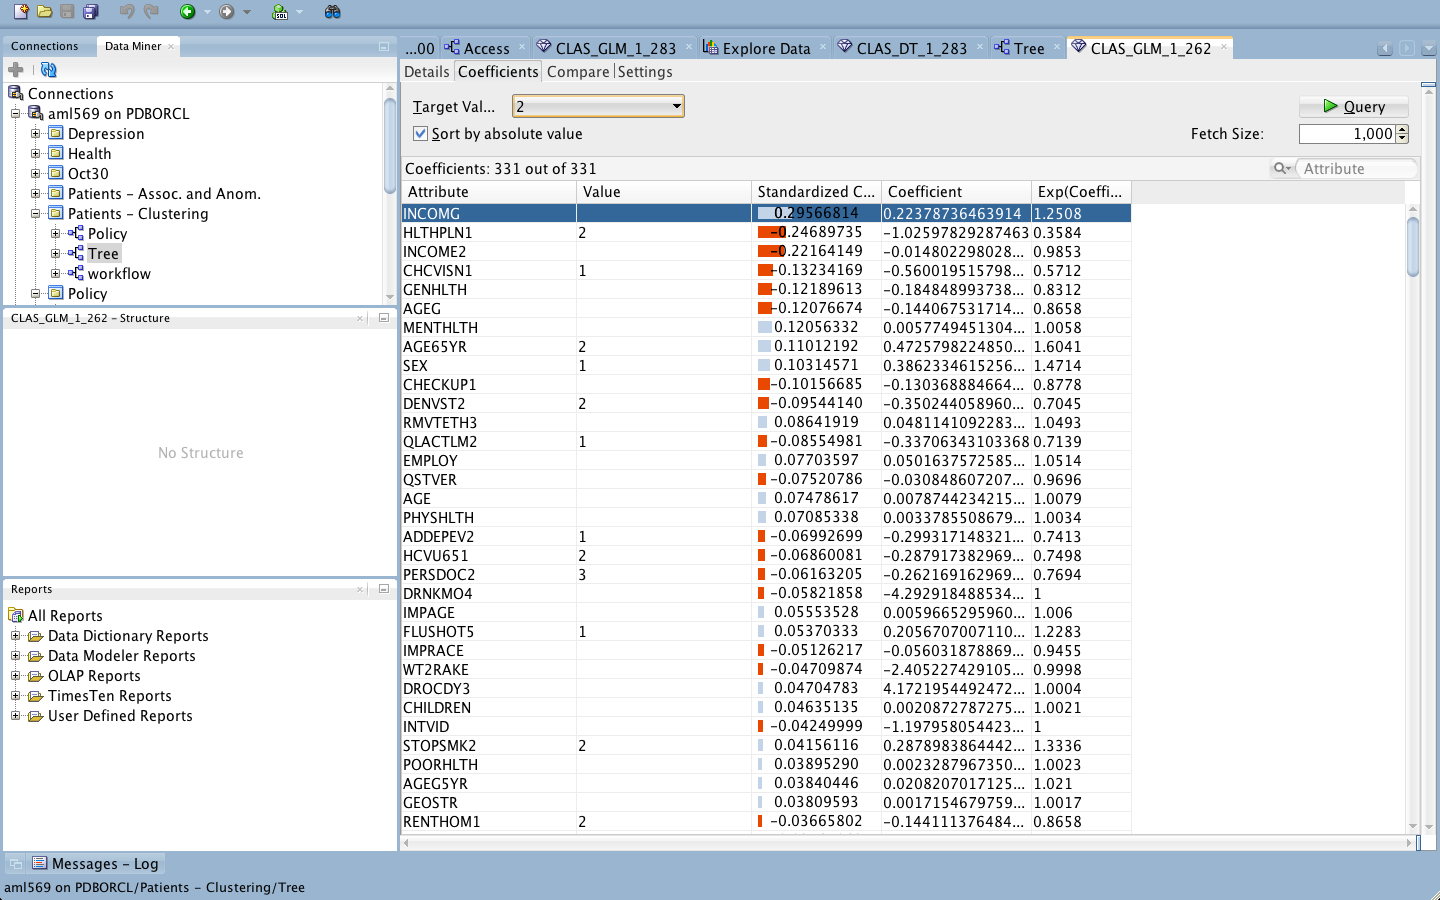 SQL
Connections
Data Miner
Connections
aml569 on PDBORCL
Depression
Health
Oct30
Patients - Assoc. and Anom.
Patients - Clustering
Policy
Tree
workflow
Policy
CLAS_GLM_1_262 - Structure
No Structure
Reports
All Reports
Data Dictionary Reports
Data Modeler Reports
OLAP Reports
TimesTen Reports
User Defined Reports
...00 Access CLAS_GLM_1_283 Explore Data CLAS_DT_1_283 Tree CLAS_GLM_1_262
Details Coefficients Compare Settings
Target Val... 2 Query
Sort by absolute value Fetch Size: 1,000
Coefficients: 331 out of 331 Attribute
Attribute Value Standardized C... Coefficient Exp(Coeffi...
INCOMG 0.29566814 0.22378736463914 1.2508
HLTHPLN1 2 -0.24689735 -1.02597829287463 0.3584
INCOME2 -0.22164149 -0.014802298028... 0.9853
CHCVISN1 1 -0.13234169 -0.560019515798... 0.5712
GENHLTH -0.12189613 -0.184848993738... 0.8312
AGEG -0.12076674 -0.144067531714... 0.8658
MENTHLTH 0.12056332 0.0057749451304... 1.0058
AGE65YR 2 0.11012192 0.4725798224850... 1.6041
SEX 1 0.10314571 0.3862334615256... 1.4714
CHECKUP1 -0.10156685 -0.130368884664... 0.8778
DENVST2 2 -0.09544140 -0.350244058960... 0.7045
RMVTETH3 0.08641919 0.0481141092283... 1.0493
QLACTLM2 1 -0.08554981 -0.33706343103368 0.7139
EMPLOY 0.07703597 0.0501637572585... 1.0514
QSTVER -0.07520786 -0.030848607207... 0.9696
AGE 0.07478617 0.0078744234215... 1.0079
PHYSHLTH 0.07085338 0.0033785508679... 1.0034
ADDEPEV2 1 -0.06992699 -0.299317148321... 0.7413
HCVU651 2 -0.06860081 -0.287917382969... 0.7498
PERSDOC2 3 -0.06163205 -0.262169162969... 0.7694
DRNKMO4 -0.05821858 -4.292918488534... 1
IMPAGE 0.05553528 0.0059665295960... 1.006
FLUSHOT5 1 0.05370333 0.2056707007110... 1.2283
IMPRACE -0.05126217 -0.056031878869... 0.9455
WT2RAKE -0.04709874 -2.405227429105... 0.9998
DROCDY3 0.04704783 4.1721954492472... 1.0004
CHILDREN 0.04635135 0.0020872787275... 1.0021
INTVID -0.04249999 -1.197958054423... 1
STOPSMK2 2 0.04156116 0.2878983864442... 1.3336
POORHLTH 0.03895290 0.0023287967350... 1.0023
AGEG5YR 0.03840446 0.0208207017125... 1.021
GEOSTR 0.03809593 0.0017154679759... 1.0017
RENTHOM1 2 -0.03665802 -0.144111376484... 0.8658
Messages - Log
aml569 on PDBORCL/Patients - Clustering/Tree